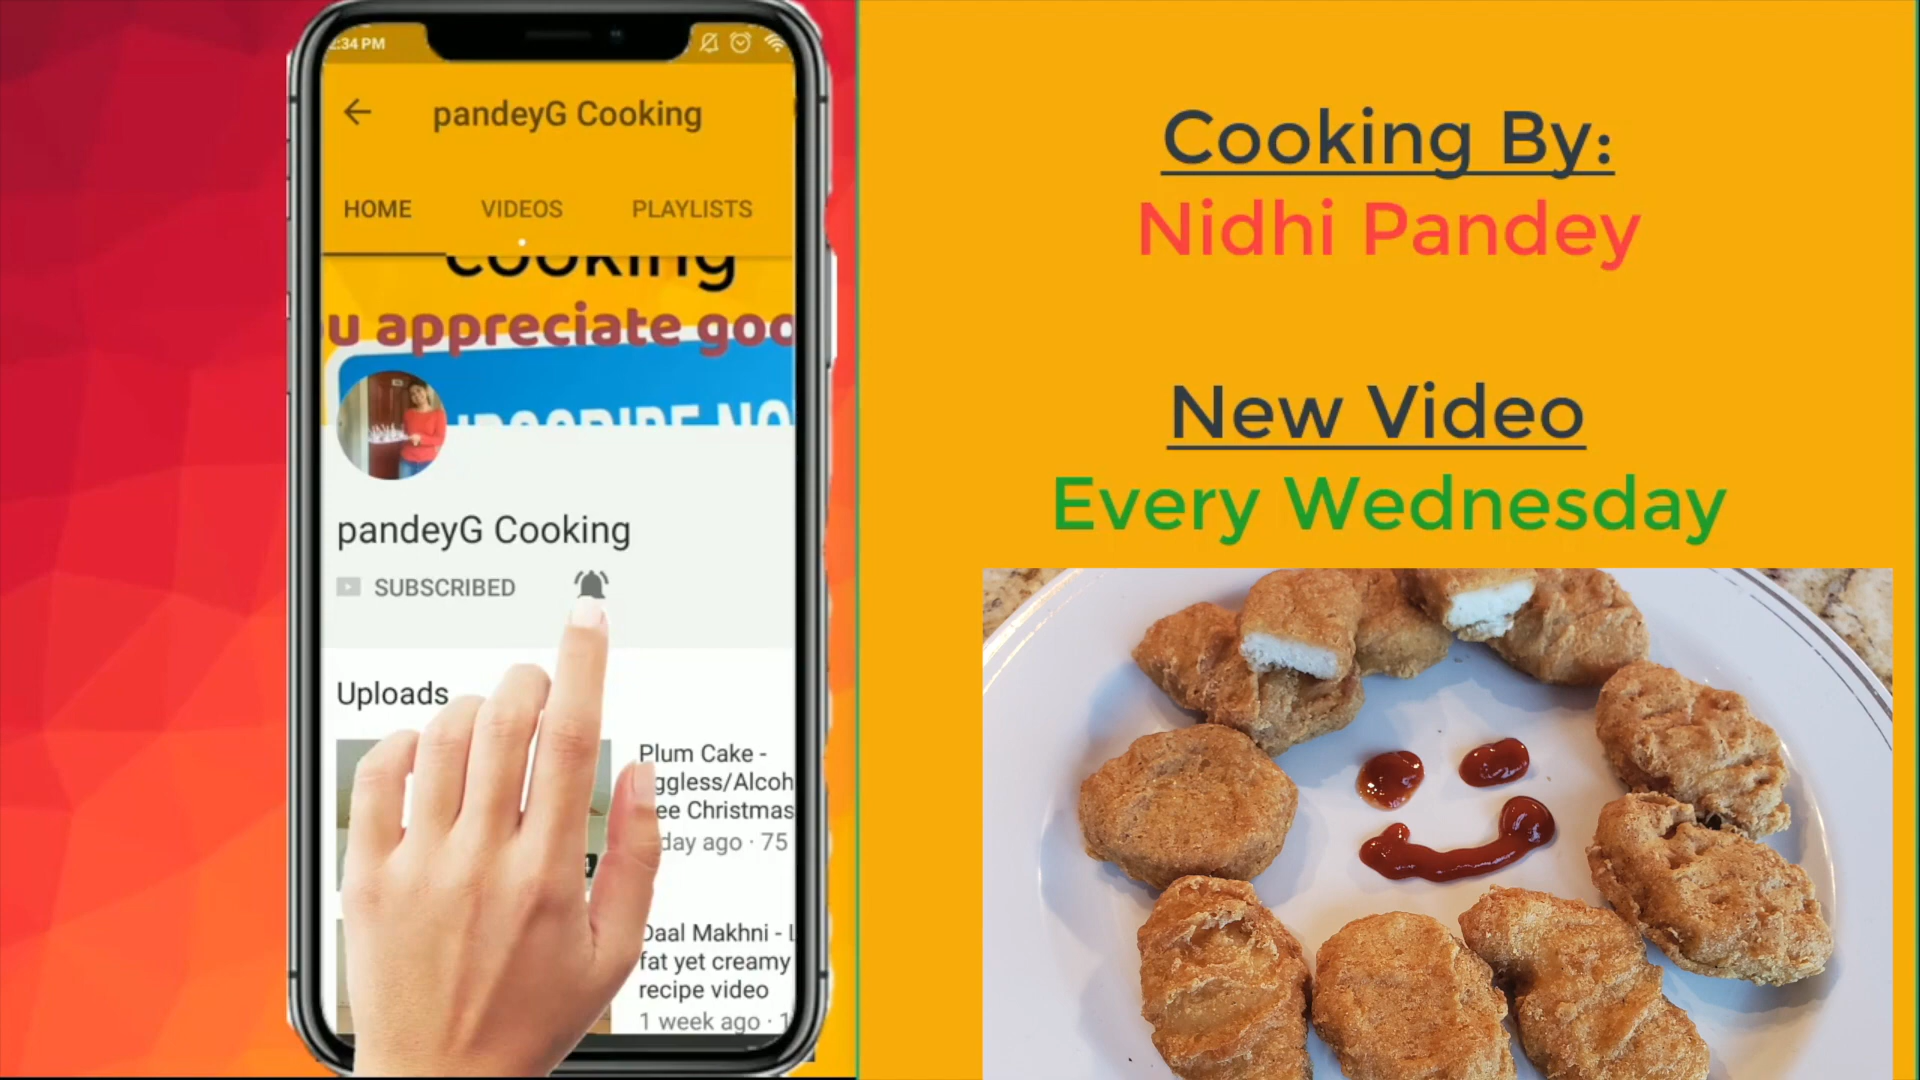 :34 PM
pandeyG Cooking
HOME VIDEOS PLAYLISTS
cooking
u appreciate goo
pandeyG Cooking
SUBSCRIBED
Uploads
Plum Cake -
ggless/Alcoh
ee Christmas
day ago · 75
Daal Makhni - L
fat yet creamy
recipe video
1 week ago · 1
Cooking By:
Nidhi Pandey
New Video
Every Wednesday